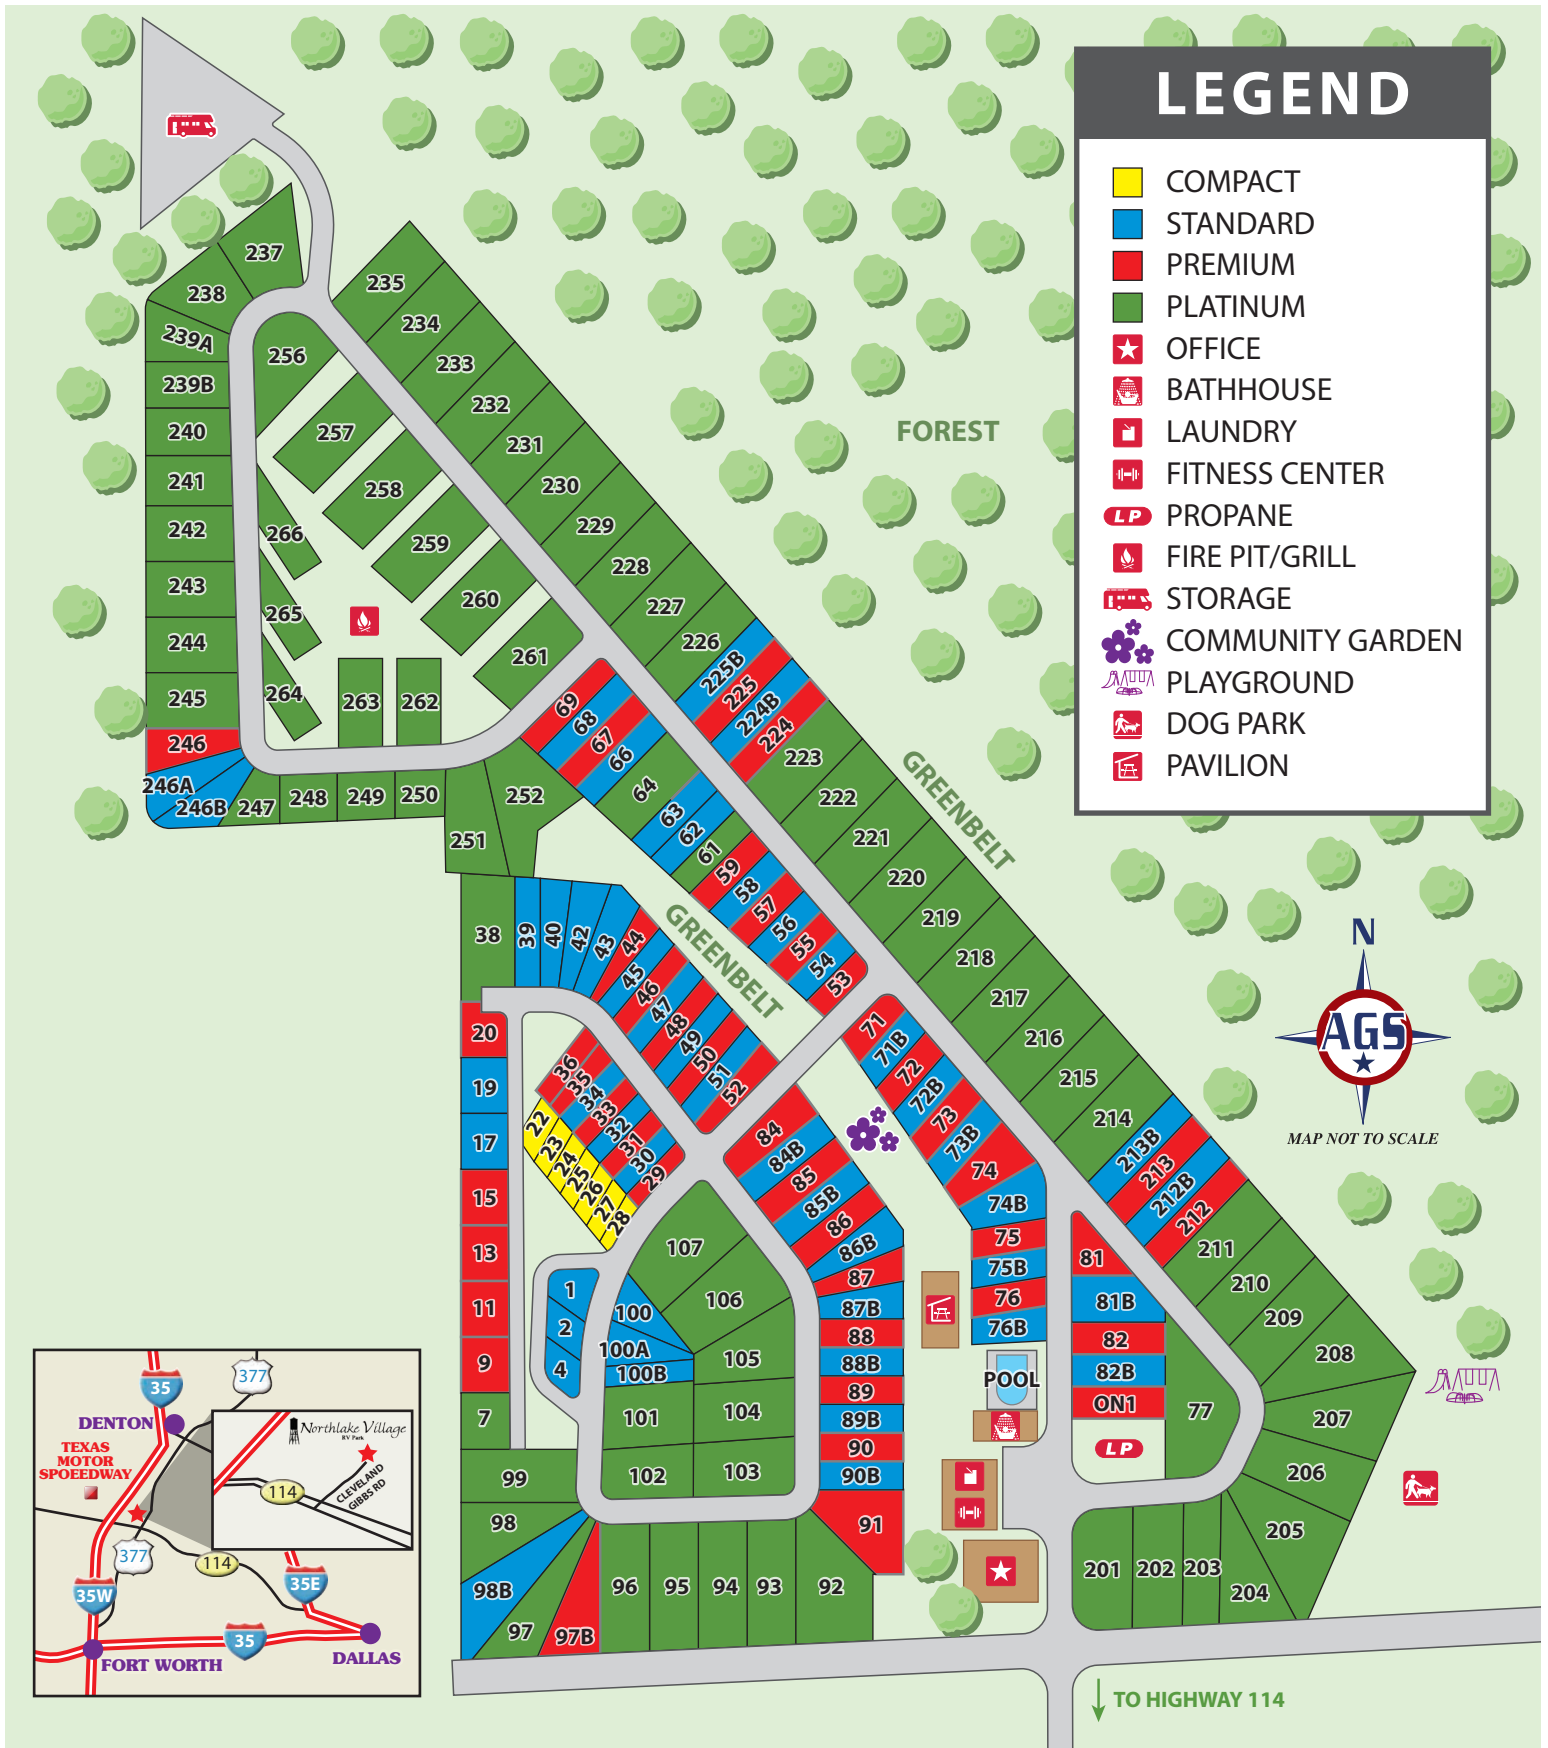 LEGEND
COMPACT
STANDARD
PREMIUM
PLATINUM
OFFICE
BATHHOUSE
LAUNDRY
FITNESS CENTER
LP PROPANE
FIRE PIT/GRILL
STORAGE
COMMUNITY GARDEN
PLAYGROUND
DOG PARK
PAVILION
FOREST
GREENBELT
GREENBELT
237
238
239A
239B
240
241
242
243
244
245
246
246A
246B
247
248
249
250
251
252
256
257
258
259
260
261
262
263
264
265
266
235
234
233
232
231
230
229
228
227
226
225B
225
224B
224
223
222
221
220
219
218
217
216
215
214
213B
213
212B
212
211
210
209
208
207
206
205
204
203
202
201
69
68
67
66
64
63
62
61
59
58
57
56
55
54
53
38
39
40
42
43
44
45
46
47
48
49
50
51
52
36
35
34
33
32
31
30
29
22
23
24
25
26
27
28
20
19
17
15
13
11
9
7
99
98
98B
97
97B
96
95
94
93
92
91
1
2
4
100
100A
100B
101
102
103
104
105
106
107
84
84B
85
85B
86
86B
87
87B
88
88B
89
89B
90
90B
71
71B
72
72B
73
73B
74
74B
75
75B
76
76B
POOL
81
81B
82
82B
ON1
LP
77
N
AGS
MAP NOT TO SCALE
TO HIGHWAY 114
35
377
DENTON
TEXAS
MOTOR
SPOEEDWAY
Northlake Village
RV Park
114
CLEVELAND
GIBBS RD
377
114
35W
35E
35
FORT WORTH
DALLAS